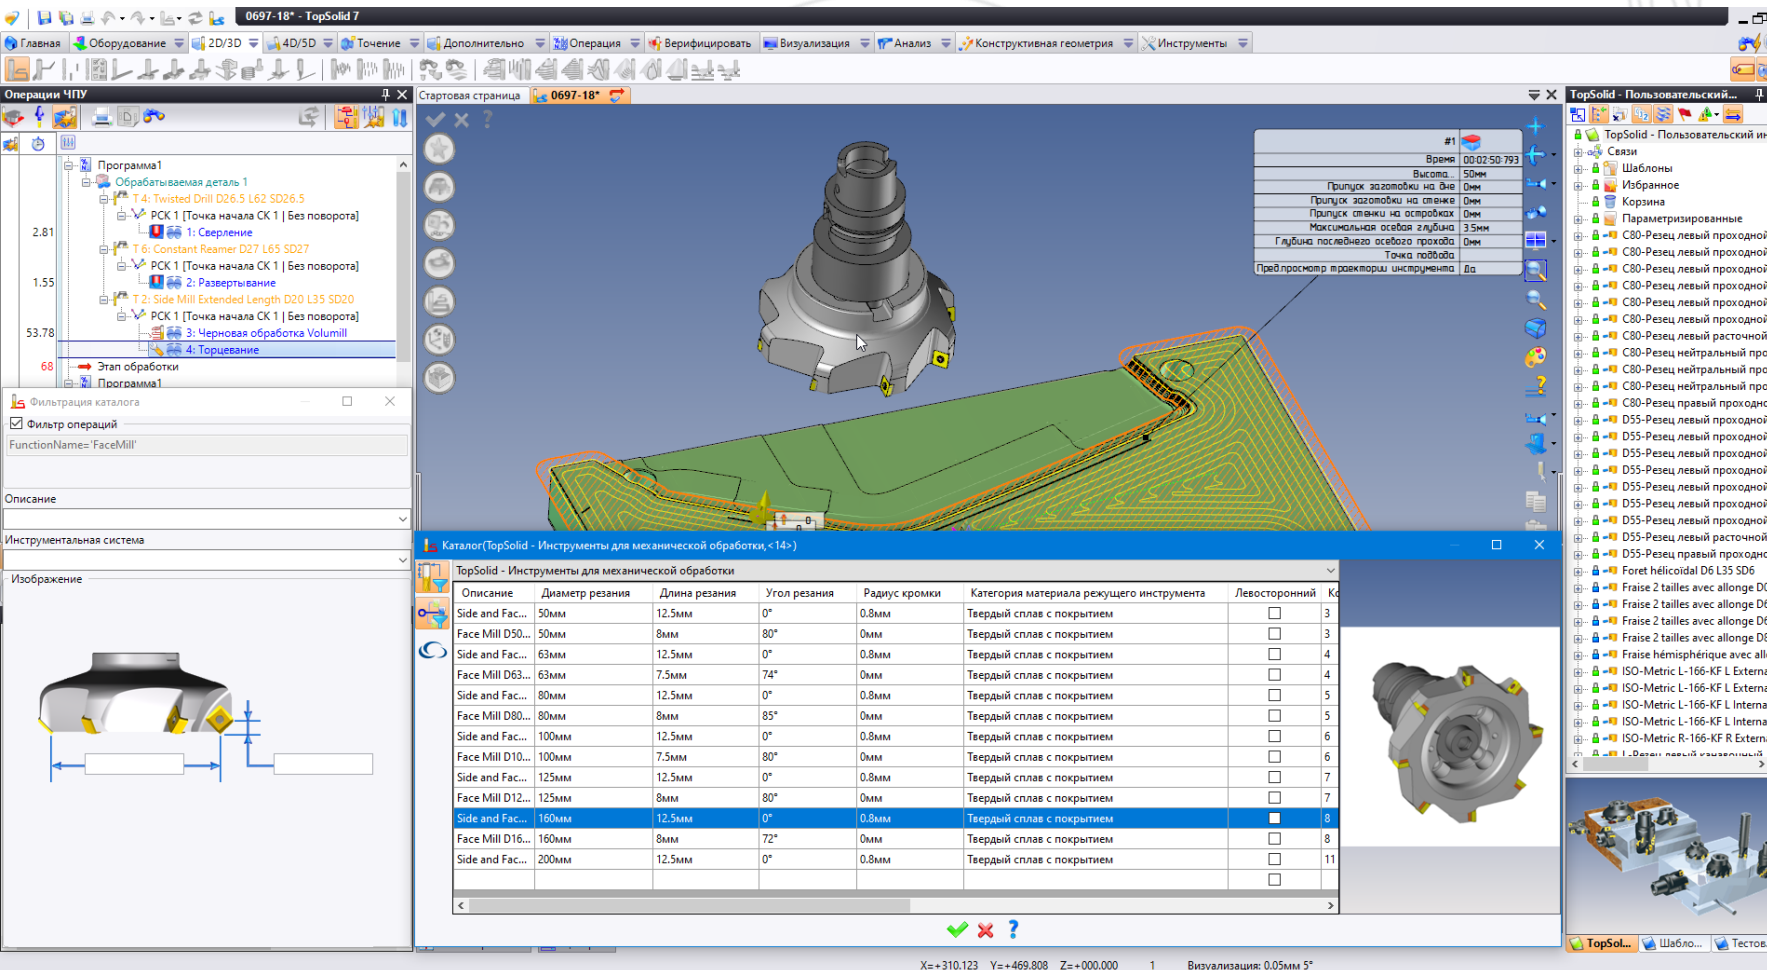 0697-18* - TopSolid 7
Главная Оборудование 2D/3D 4D/5D Точение Дополнительно Операция Верифицировать Визуализация Анализ Конструктивная геометрия Инструменты
Операции ЧПУ
Стартовая страница 0697-18*
TopSolid - Пользовательский...
Программа1
Обрабатываемая деталь 1
T 4: Twisted Drill D26.5 L62 SD26.5
РСК 1 [Точка начала СК 1 | Без поворота]
2.81 1: Сверление
T 6: Constant Reamer D27 L65 SD27
РСК 1 [Точка начала СК 1 | Без поворота]
1.55 2: Развертывание
T 2: Side Mill Extended Length D20 L35 SD20
РСК 1 [Точка начала СК 1 | Без поворота]
53.78 3: Черновая обработка Volumill
4: Торцевание
68 Этап обработки
Программа1
Фильтрация каталога
Фильтр операций
FunctionName='FaceMill'
Описание
Инструментальная система
Изображение
#1
Время 00:02:50:793
Высота... 50мм
Припуск заготовки на дне 0мм
Припуск заготовки на стенке 0мм
Припуск стенки на островках 0мм
Максимальная осевая глубина 3.5мм
Глубина последнего осевого прохода 0мм
Точка подвода
Пред.просмотр траектории инструмента Да
0
0
Каталог(TopSolid - Инструменты для механической обработки,<14>)
TopSolid - Инструменты для механической обработки
Описание Диаметр резания Длина резания Угол резания Радиус кромки Категория материала режущего инструмента Левосторонний Кс
Side and Fac... 50мм 12.5мм 0° 0.8мм Твердый сплав с покрытием 3
Face Mill D50... 50мм 8мм 80° 0мм Твердый сплав с покрытием 3
Side and Fac... 63мм 12.5мм 0° 0.8мм Твердый сплав с покрытием 4
Face Mill D63... 63мм 7.5мм 74° 0мм Твердый сплав с покрытием 4
Side and Fac... 80мм 12.5мм 0° 0.8мм Твердый сплав с покрытием 5
Face Mill D80... 80мм 8мм 85° 0мм Твердый сплав с покрытием 5
Side and Fac... 100мм 12.5мм 0° 0.8мм Твердый сплав с покрытием 6
Face Mill D10... 100мм 7.5мм 80° 0мм Твердый сплав с покрытием 6
Side and Fac... 125мм 12.5мм 0° 0.8мм Твердый сплав с покрытием 7
Face Mill D12... 125мм 8мм 80° 0мм Твердый сплав с покрытием 7
Side and Fac... 160мм 12.5мм 0° 0.8мм Твердый сплав с покрытием 8
Face Mill D16... 160мм 8мм 72° 0мм Твердый сплав с покрытием 8
Side and Fac... 200мм 12.5мм 0° 0.8мм Твердый сплав с покрытием 11
TopSolid - Пользовательский ин
Связи
Шаблоны
Избранное
Корзина
Параметризированные
C80-Резец левый проходной
C80-Резец левый проходной
C80-Резец левый проходной
C80-Резец левый проходной
C80-Резец левый проходной
C80-Резец левый проходной
C80-Резец левый расточной
C80-Резец нейтральный про
C80-Резец нейтральный про
C80-Резец нейтральный про
C80-Резец правый проходно
D55-Резец левый проходной
D55-Резец левый проходной
D55-Резец левый проходной
D55-Резец левый проходной
D55-Резец левый проходной
D55-Резец левый проходной
D55-Резец левый проходной
D55-Резец левый расточной
D55-Резец правый проходно
Foret hélicoïdal D6 L35 SD6
Fraise 2 tailles avec allonge D0
Fraise 2 tailles avec allonge D6
Fraise 2 tailles avec allonge D6
Fraise 2 tailles avec allonge D8
Fraise hémisphérique avec all
ISO-Metric L-166-KF L Externa
ISO-Metric L-166-KF L Externa
ISO-Metric L-166-KF L Interna
ISO-Metric L-166-KF L Interna
ISO-Metric R-166-KF R Externa
TopSol... Шабло... Тестов
X=+310.123 Y=+469.808 Z=+000.000 1 Визуализация: 0.05мм 5°